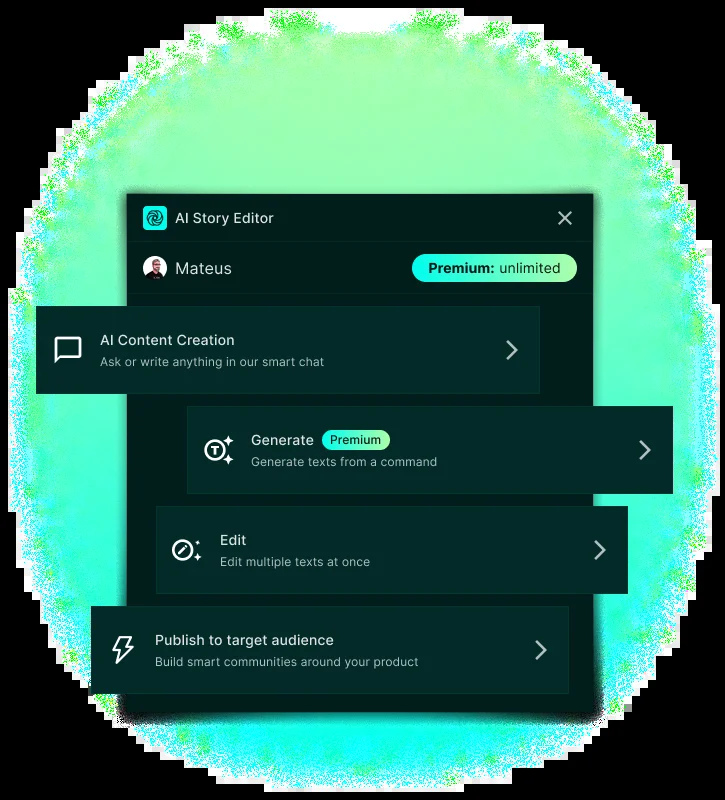 AI Story Editor
Mateus
Premium: unlimited
AI Content Creation
Ask or write anything in our smart chat
Generate Premium
Generate texts from a command
Edit
Edit multiple texts at once
Publish to target audience
Build smart communities around your product